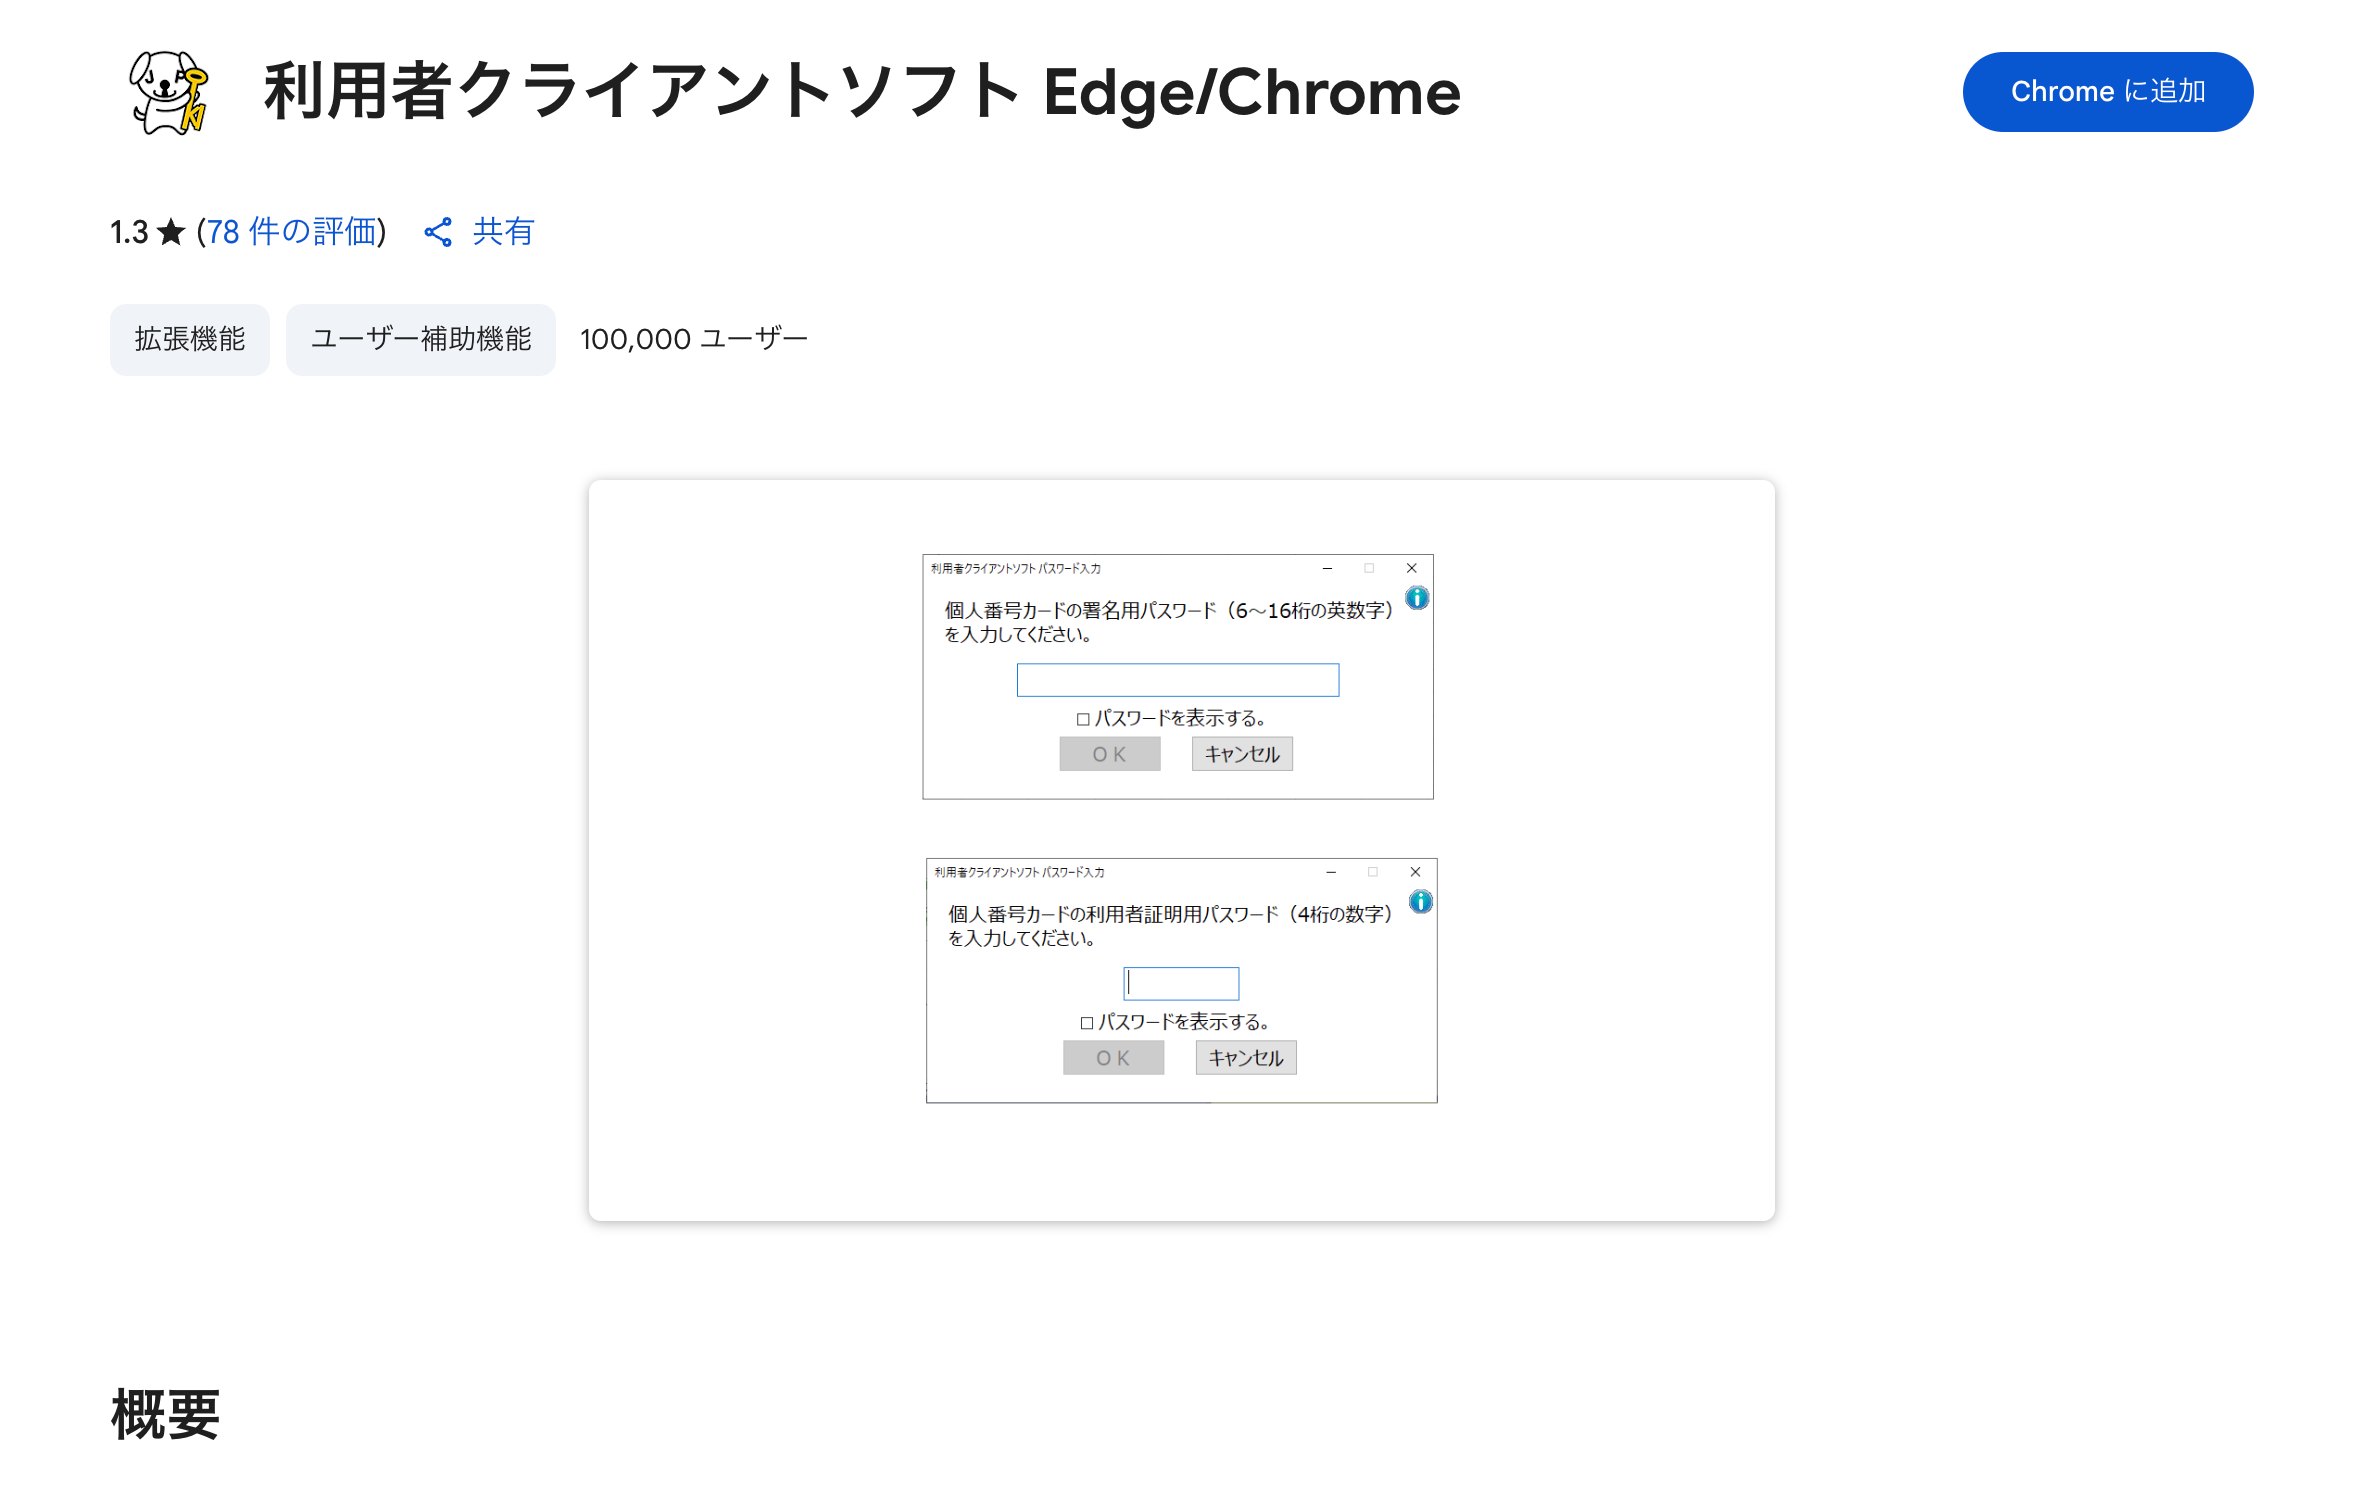 利用者クライアントソフト Edge/Chrome
Chrome に追加
1.3 ★ (78 件の評価) 共有
拡張機能 ユーザー補助機能 100,000 ユーザー
利用者クライアントソフト パスワード入力
個人番号カードの署名用パスワード（6～16桁の英数字）
を入力してください。
パスワードを表示する。
ＯＫ キャンセル
利用者クライアントソフト パスワード入力
個人番号カードの利用者証明用パスワード（4桁の数字）
を入力してください。
パスワードを表示する。
ＯＫ キャンセル
概要